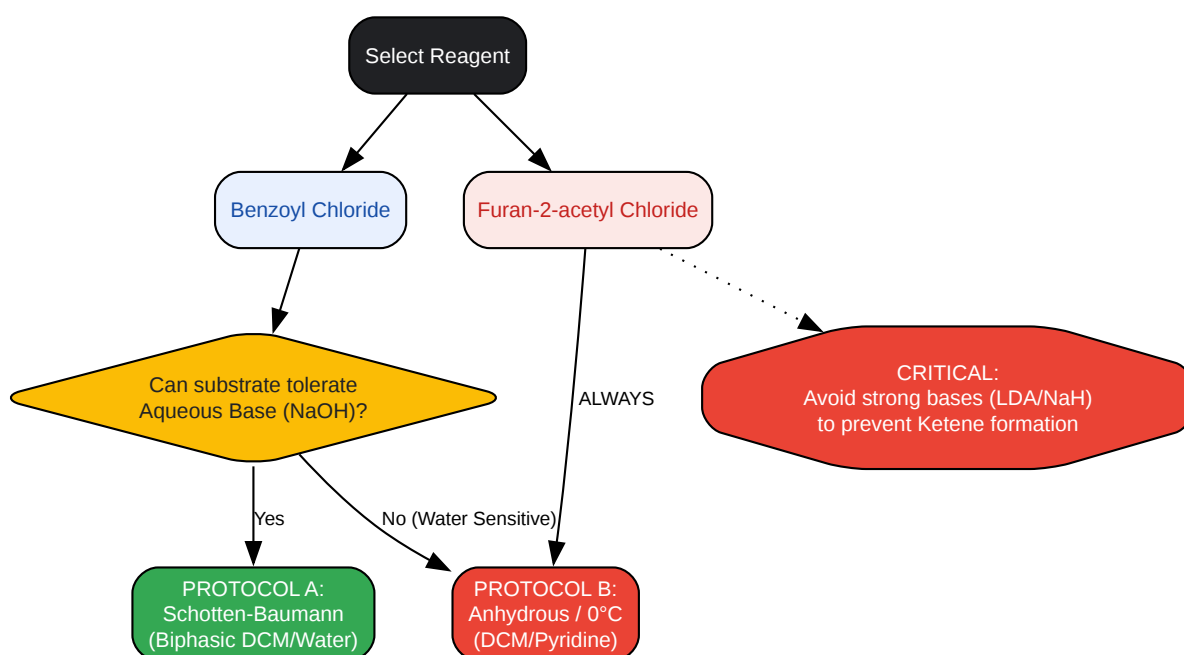 Select Reagent
Benzoyl Chloride
Furan-2-acetyl Chloride
Can substrate tolerate
Aqueous Base (NaOH)?
ALWAYS
CRITICAL:
Avoid strong bases (LDA/NaH)
to prevent Ketene formation
Yes
No (Water Sensitive)
PROTOCOL A:
Schotten-Baumann
(Biphasic DCM/Water)
PROTOCOL B:
Anhydrous / 0°C
(DCM/Pyridine)